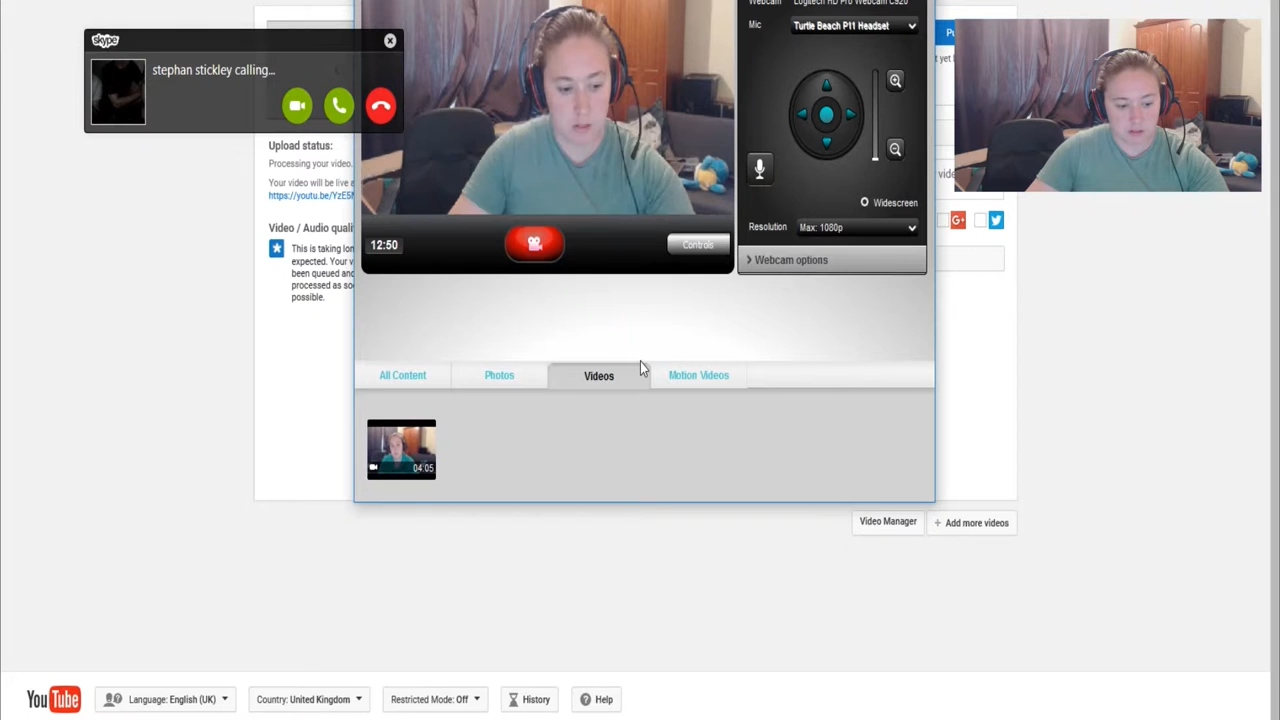 Webcam Logitech HD Pro Webcam C920
Mic Turtle Beach P11 Headset
skype
stephan stickley calling...
Upload status:
Processing your video.
Your video will be live a
https://youtu.be/YzE5
Video / Audio quali
This is taking lon
expected. Your v
been queued and
processed as soo
possible.
12:50
Controls
Widescreen
Resolution Max: 1080p
Webcam options
All Content
Photos
Videos
Motion Videos
04:05
Video Manager
+ Add more videos
YouTube
Language: English (UK)
Country: United Kingdom
Restricted Mode: Off
History
Help